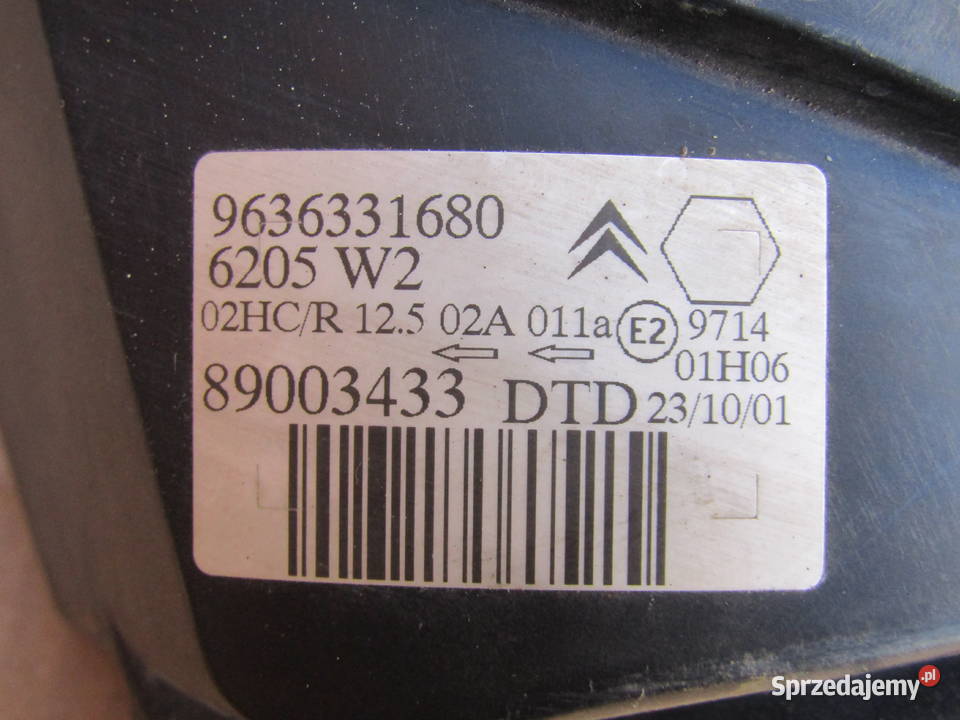 9636331680
6205 W2
02HC/R 12.5 02A 011a E2 9714
01H06
89003433 DTD 23/10/01
Sprzedajemy.pl